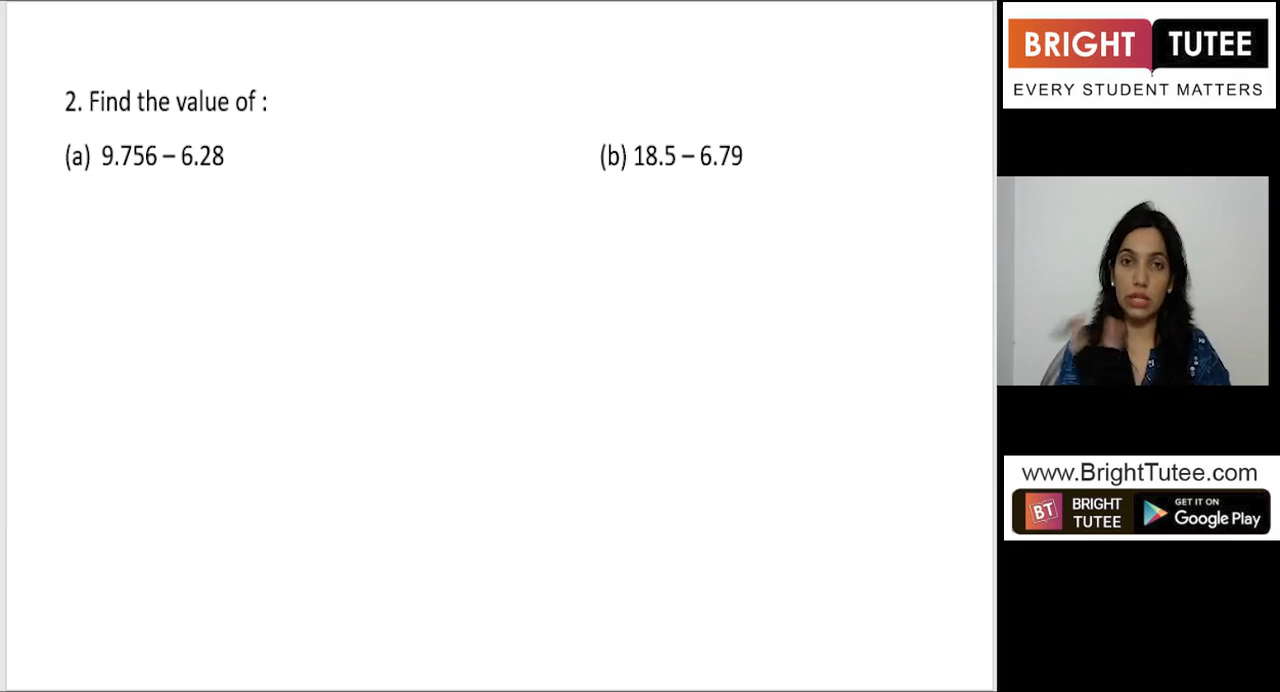 2. Find the value of :
(a) 9.756 – 6.28
(b) 18.5 – 6.79
BRIGHT TUTEE
EVERY STUDENT MATTERS
www.BrightTutee.com
BT
BRIGHT
TUTEE
GET IT ON
Google Play